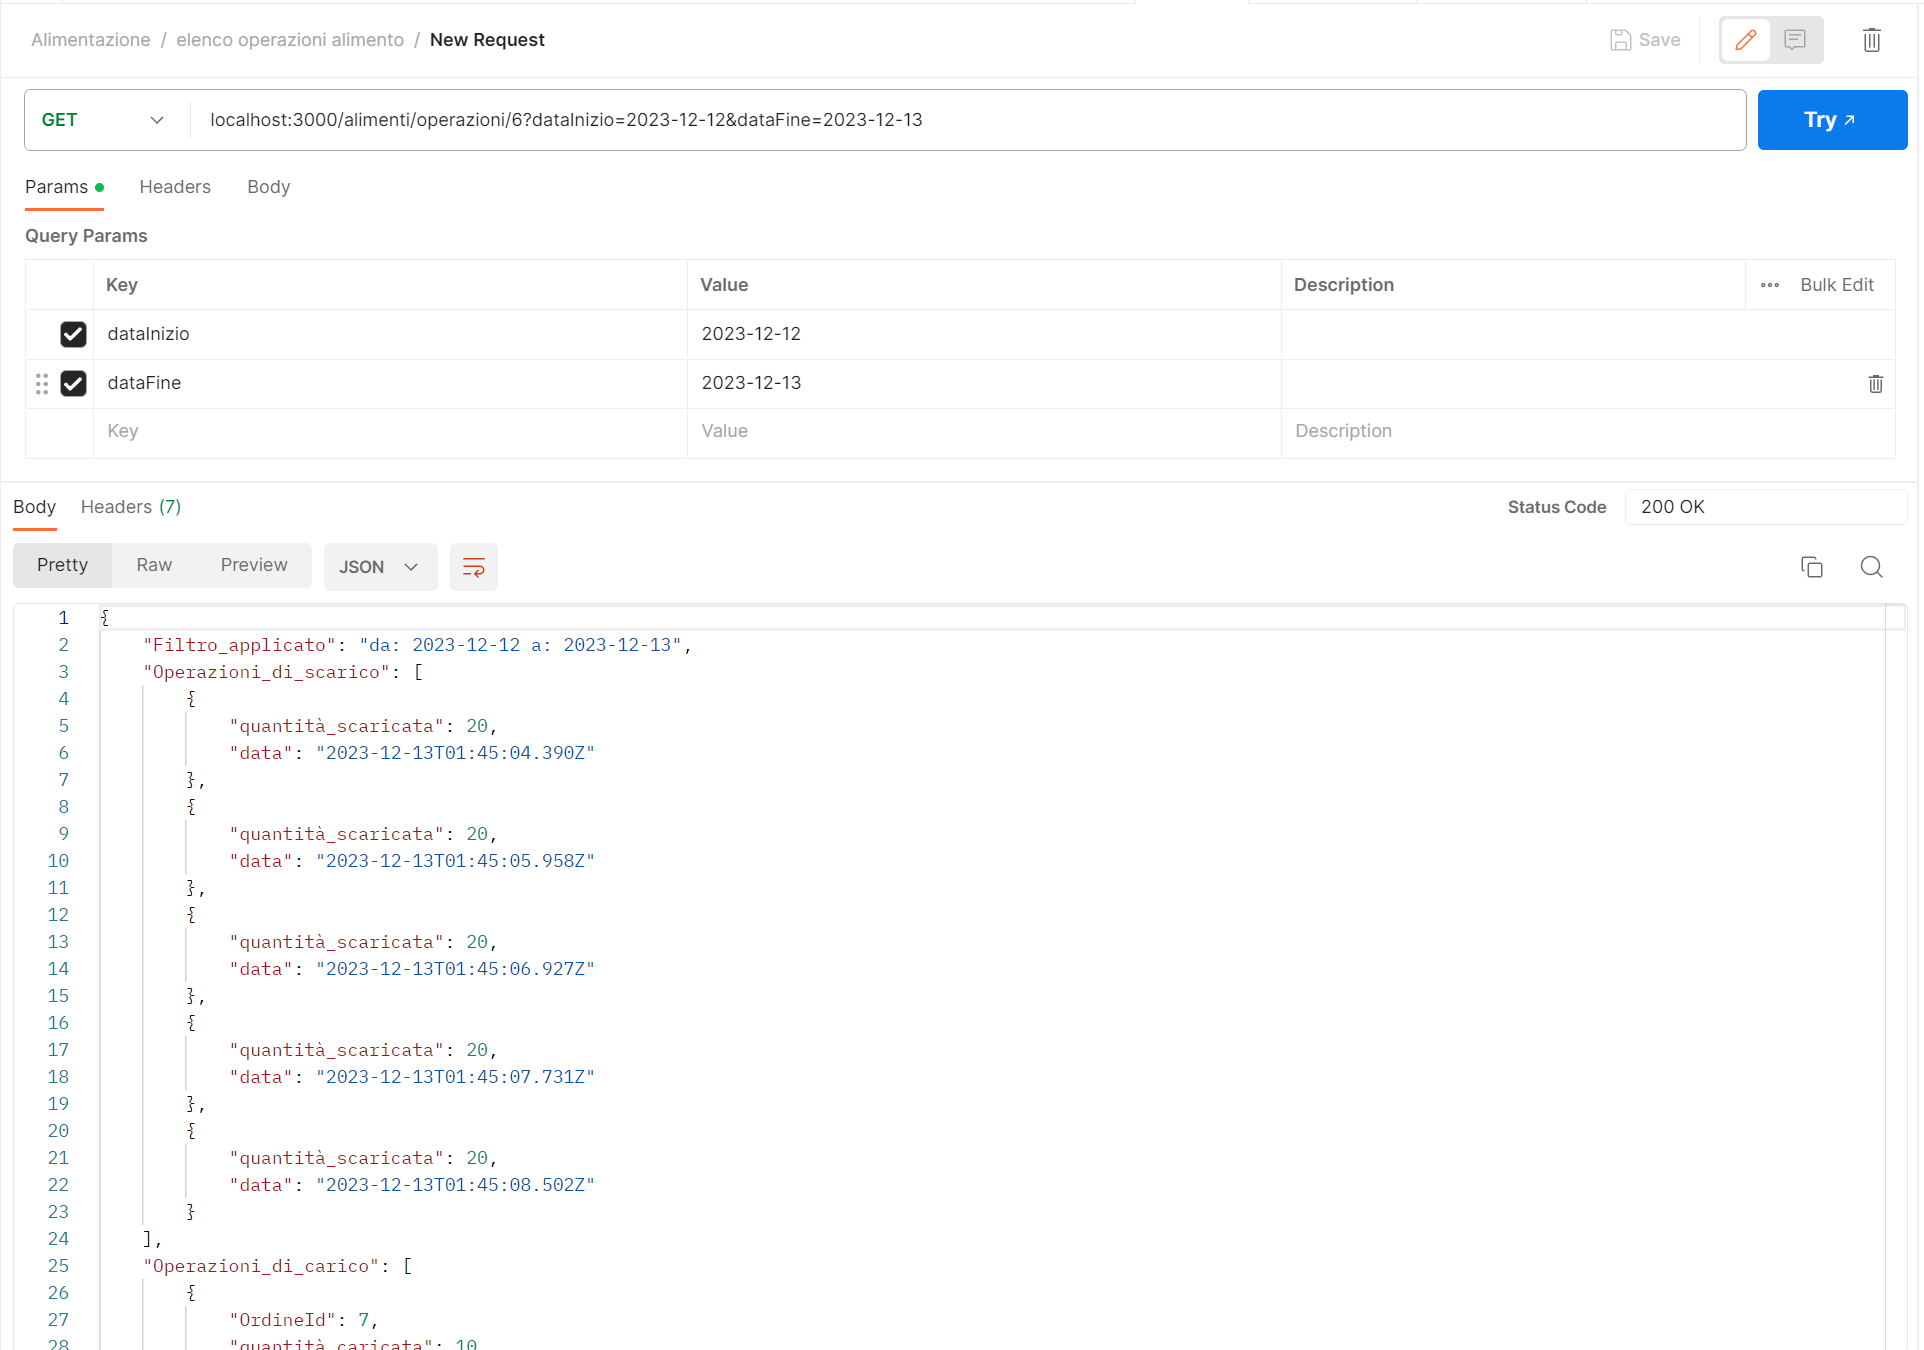 Alimentazione / elenco operazioni alimento / New Request
Save
GET
localhost:3000/alimenti/operazioni/6?dataInizio=2023-12-12&dataFine=2023-12-13
Try ↗
Params
Headers
Body
Query Params
Key Value Description Bulk Edit
dataInizio 2023-12-12
dataFine 2023-12-13
Key Value Description
Body Headers (7)
Status Code 200 OK
Pretty Raw Preview JSON
1 {
2 "Filtro_applicato": "da: 2023-12-12 a: 2023-12-13",
3 "Operazioni_di_scarico": [
4 {
5 "quantità_scaricata": 20,
6 "data": "2023-12-13T01:45:04.390Z"
7 },
8 {
9 "quantità_scaricata": 20,
10 "data": "2023-12-13T01:45:05.958Z"
11 },
12 {
13 "quantità_scaricata": 20,
14 "data": "2023-12-13T01:45:06.927Z"
15 },
16 {
17 "quantità_scaricata": 20,
18 "data": "2023-12-13T01:45:07.731Z"
19 },
20 {
21 "quantità_scaricata": 20,
22 "data": "2023-12-13T01:45:08.502Z"
23 }
24 ],
25 "Operazioni_di_carico": [
26 {
27 "OrdineId": 7,
28 "quantità_caricata": 10